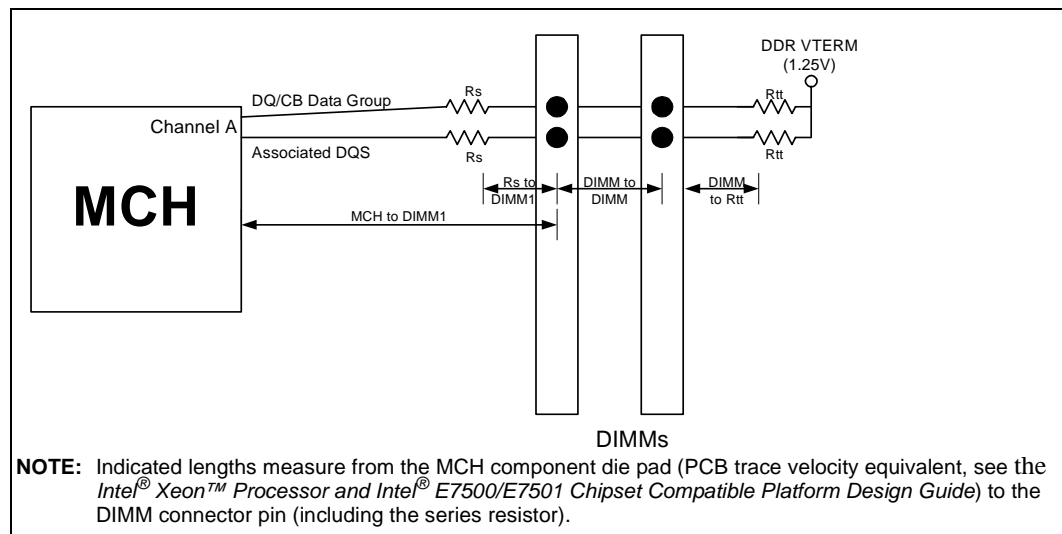 DDR VTERM
(1.25V)
Rs
Rtt
DQ/CB Data Group
Channel A
Associated DQS
Rs
Rtt
MCH
Rs to
DIMM1
DIMM to
DIMM
DIMM
to Rtt
MCH to DIMM1
DIMMs
NOTE: Indicated lengths measure from the MCH component die pad (PCB trace velocity equivalent, see the
Intel® Xeon™ Processor and Intel® E7500/E7501 Chipset Compatible Platform Design Guide) to the
DIMM connector pin (including the series resistor).